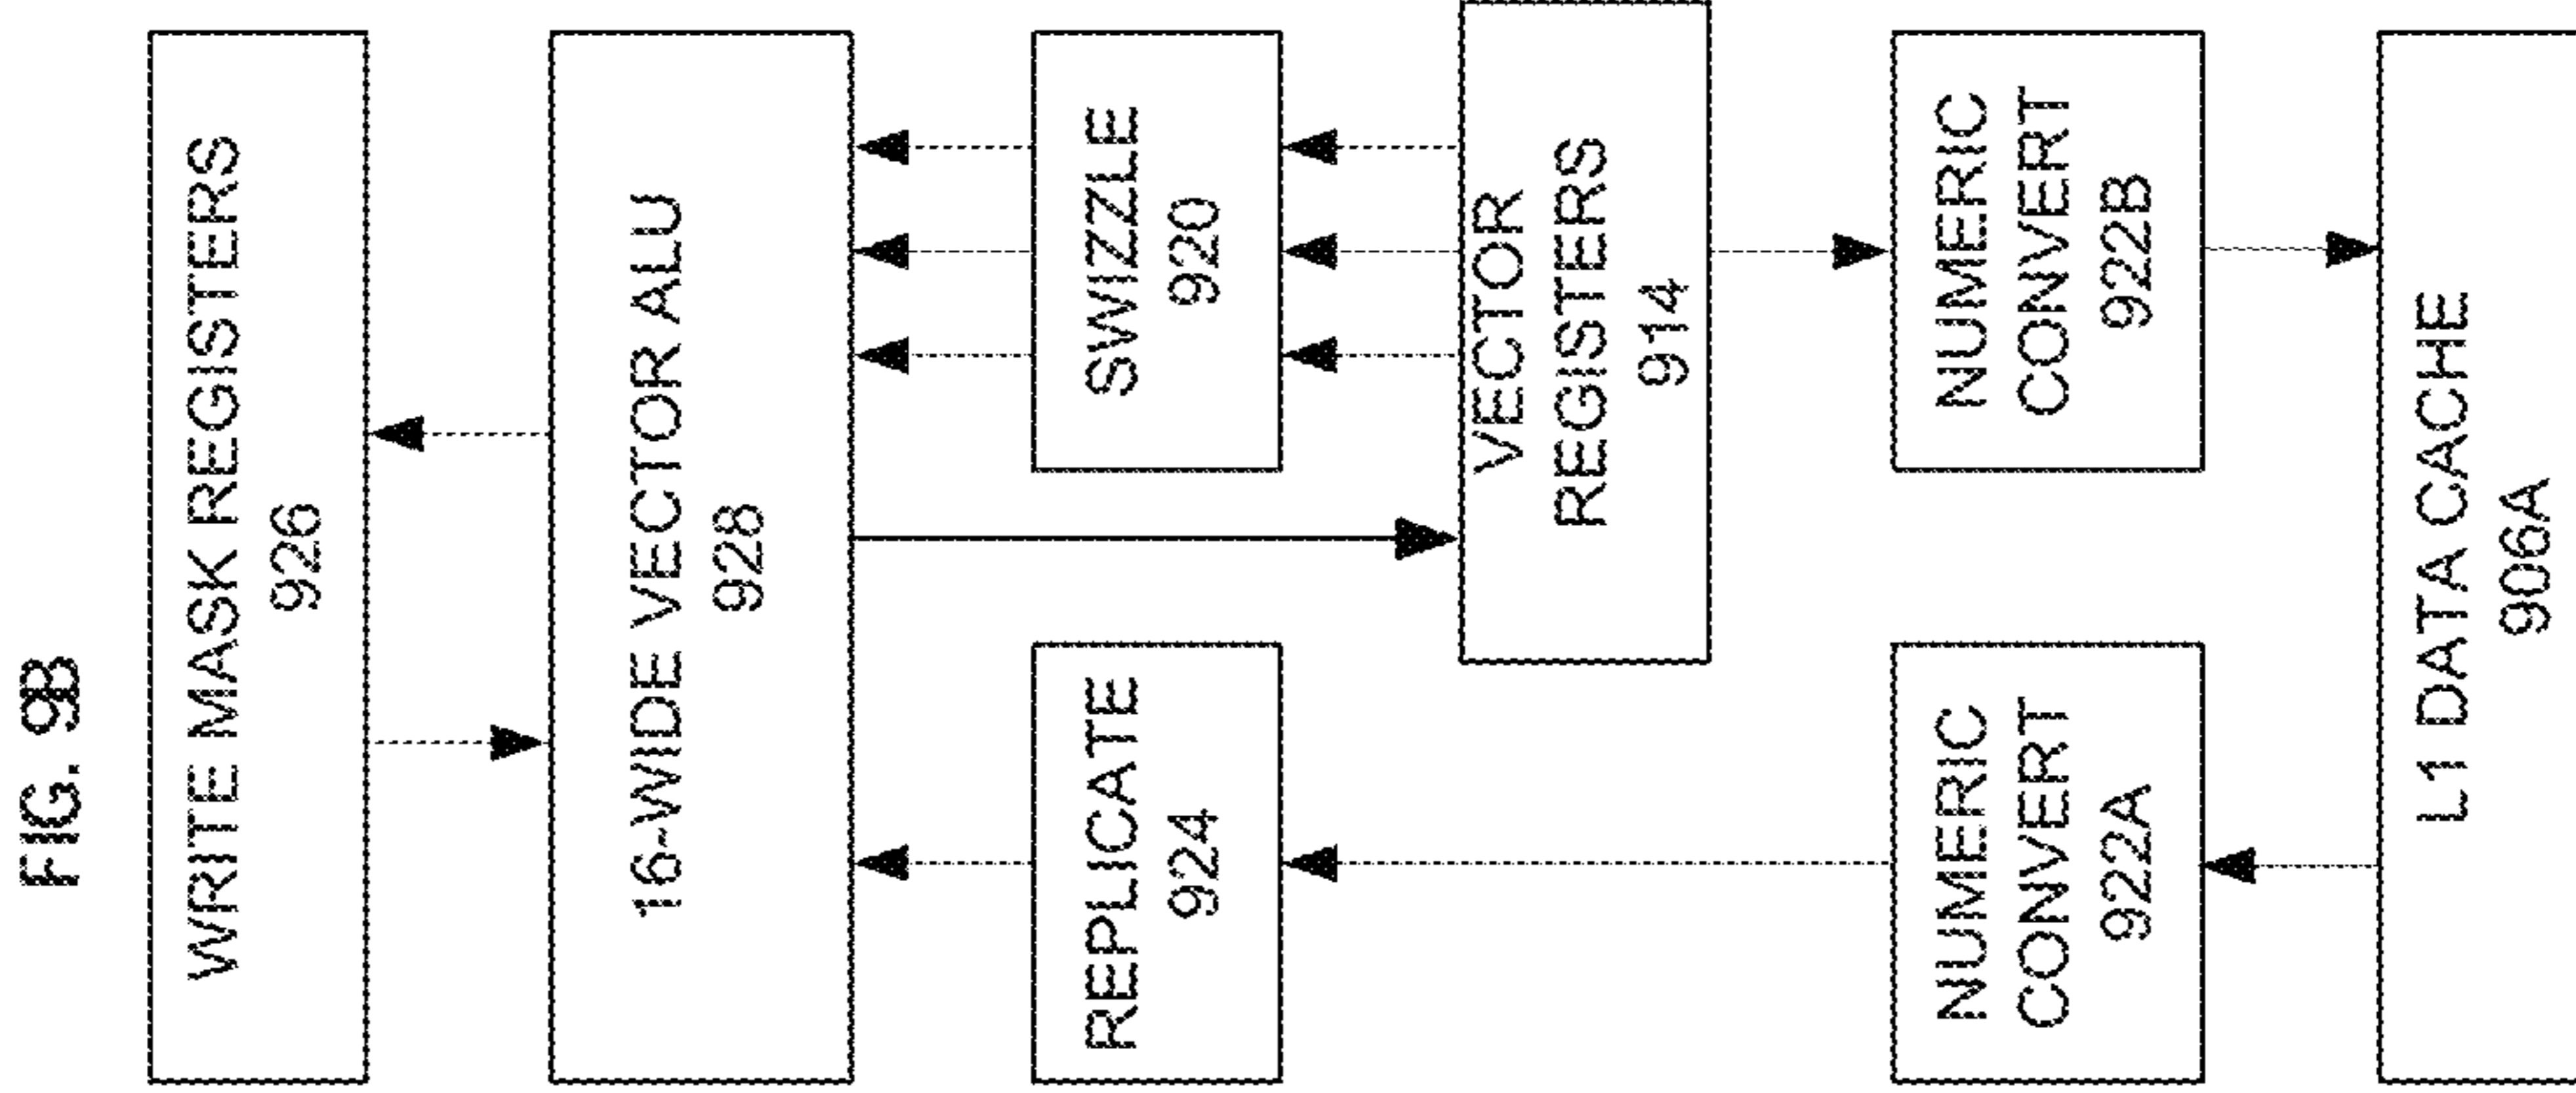 FIG. 9B
WRITE MASK REGISTERS
926
16-WIDE VECTOR ALU
928
REPLICATE
924
SWIZZLE
920
VECTOR
REGISTERS
914
NUMERIC
CONVERT
922A
NUMERIC
CONVERT
922B
L1 DATA CACHE
906A